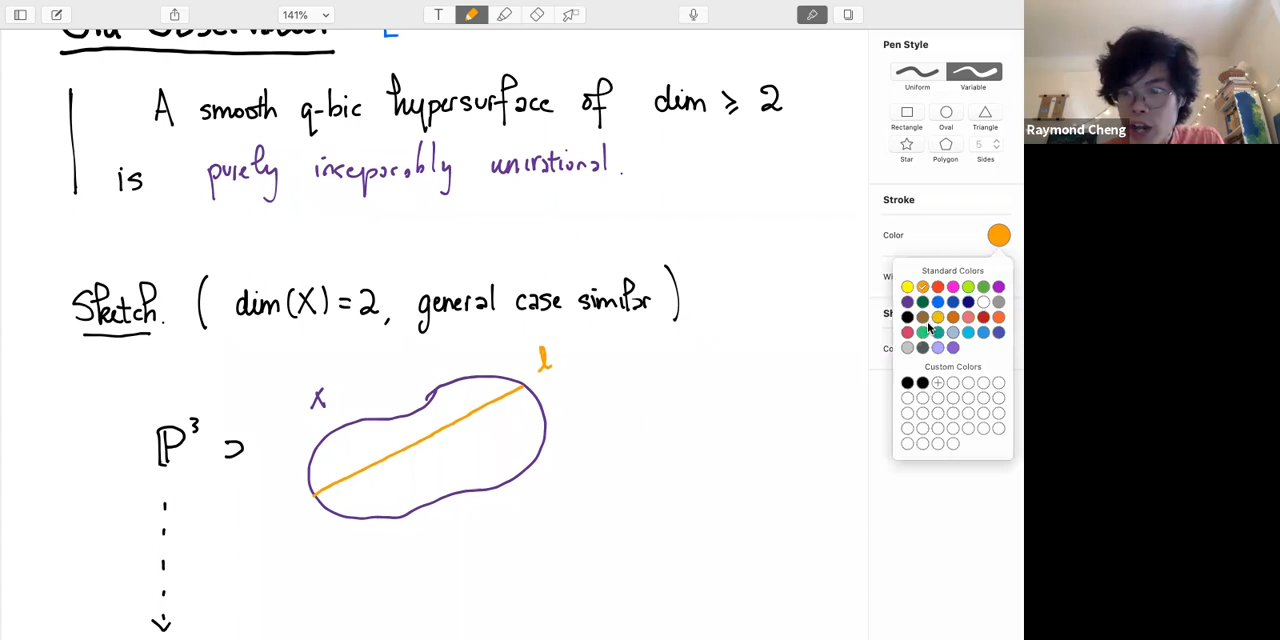 141%
T
Pen Style
Uniform
Variable
Rectangle
Oval
Triangle
Star
Polygon
5
Sides
Stroke
Color
Standard Colors
Custom Colors
Raymond Cheng
A smooth q-bic hypersurface of dim ⩾ 2
is purely inseparably unirational.
Sketch. ( dim(X) = 2, general case similar )
X
l
ℙ³ ⊃